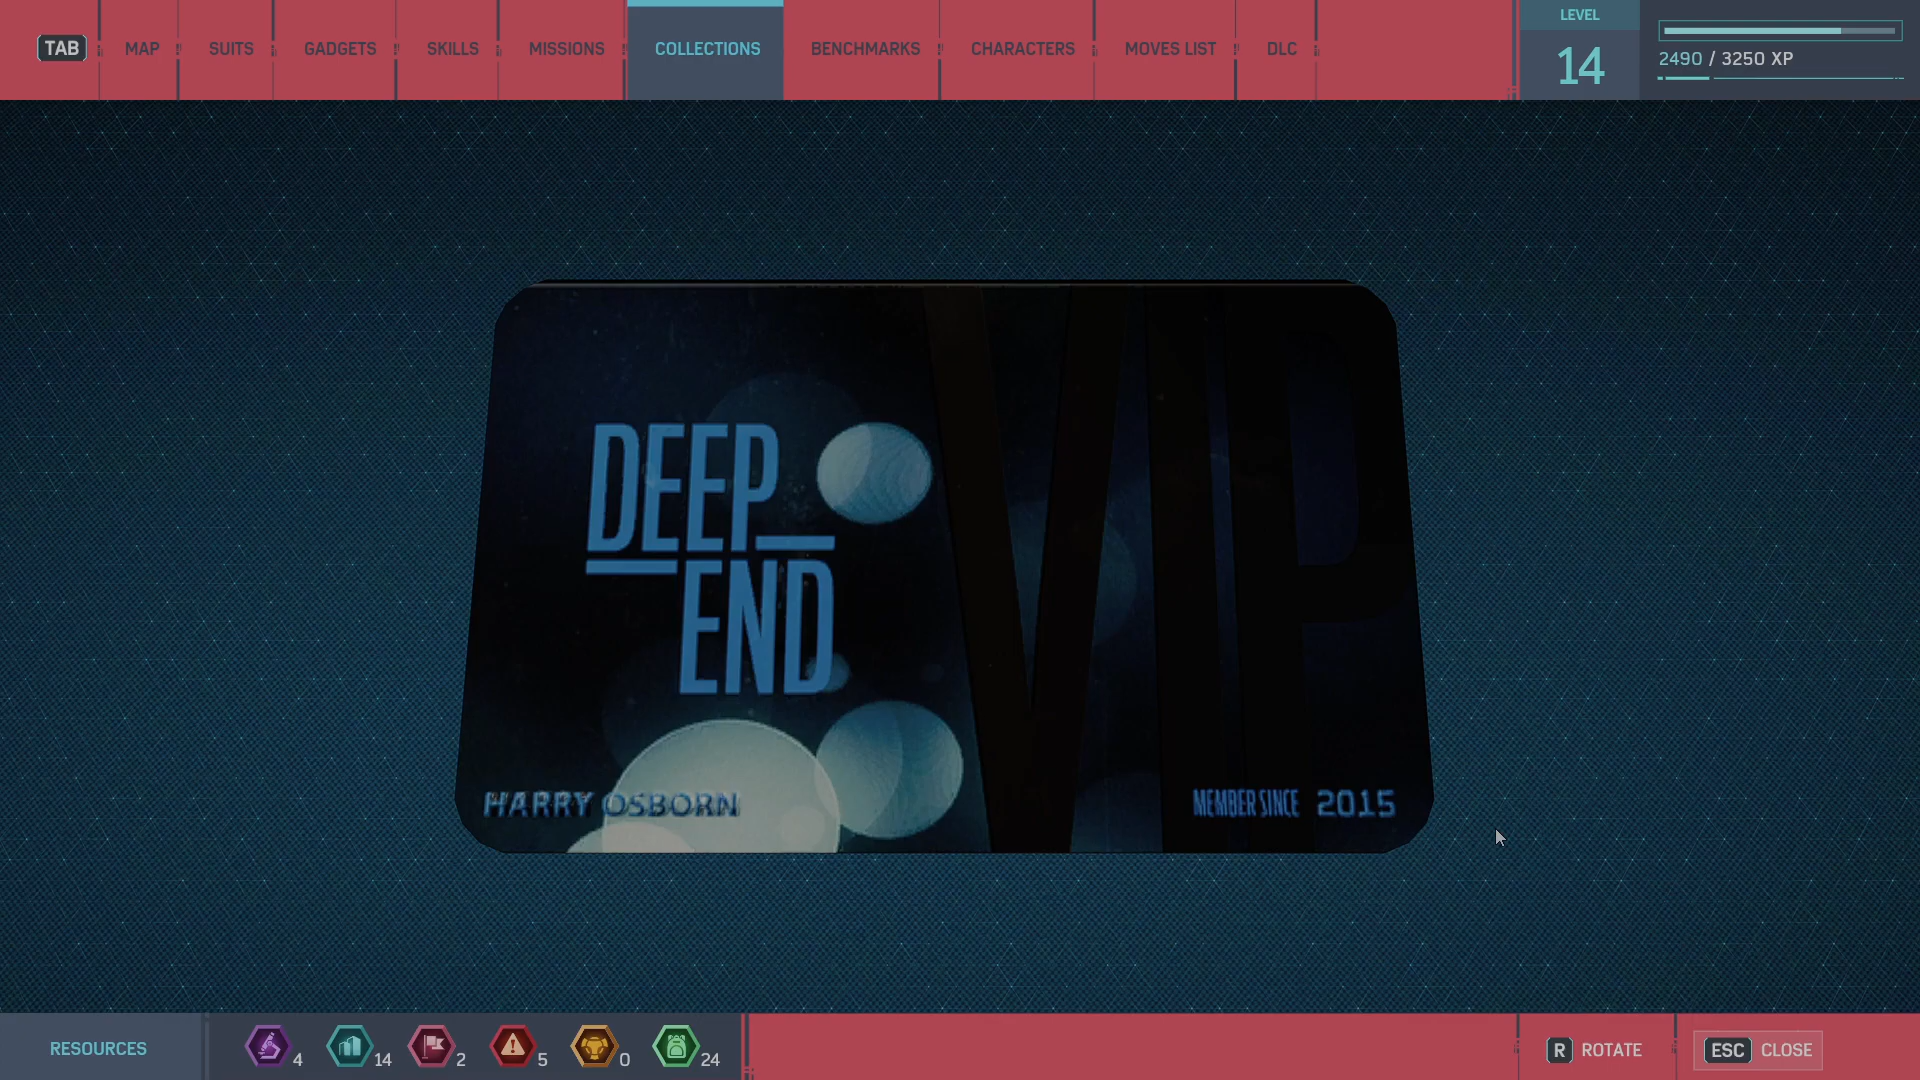 TAB MAP SUITS GADGETS SKILLS MISSIONS COLLECTIONS BENCHMARKS CHARACTERS MOVES LIST DLC
LEVEL
14
2490 / 3250 XP
VIP
DEEP
END
HARRY OSBORN
MEMBER SINCE 2015
RESOURCES 4 14 2 5 0 24
R ROTATE ESC CLOSE